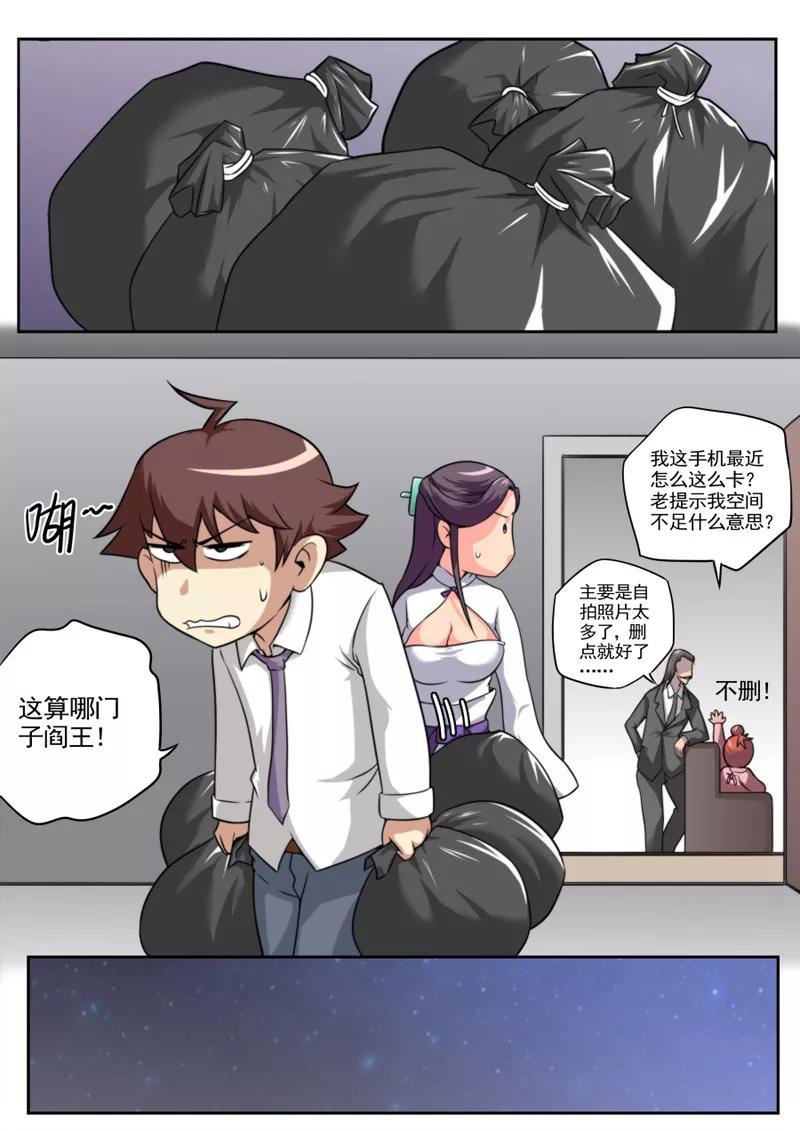 我这手机最近
怎么这么卡？
老提示我空间
不足什么意思？
主要是自
拍照片太
多了，删
点就好了
……
不删！
嘲~
这算哪门
子阎王！